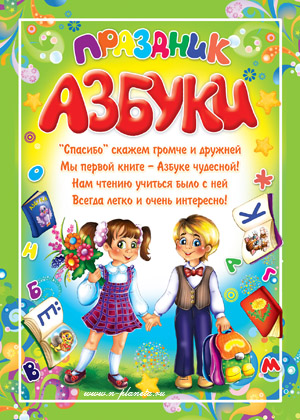 ПРАЗДНИК
АЗБУКИ
"Спасибо" скажем громче и дружней
Мы первой книге – Азбуке чудесной!
Нам чтению учиться было с ней
Всегда легко и очень интересно!
АЗБУКА
К
О
Н
Б
Е:
В
А
Г
М
www.n-planeta.ru